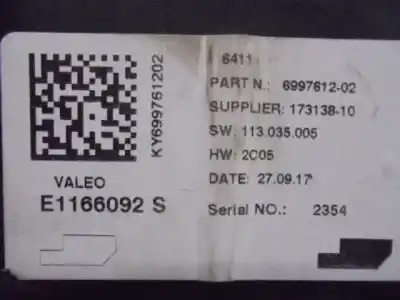 6411
PART N.: 6997612-02
SUPPLIER: 173138-10
SW: 113.035.005
HW: 2C05
DATE: 27.09.17
Serial NO.: 2354
KY699761202
VALEO
E1166092 S